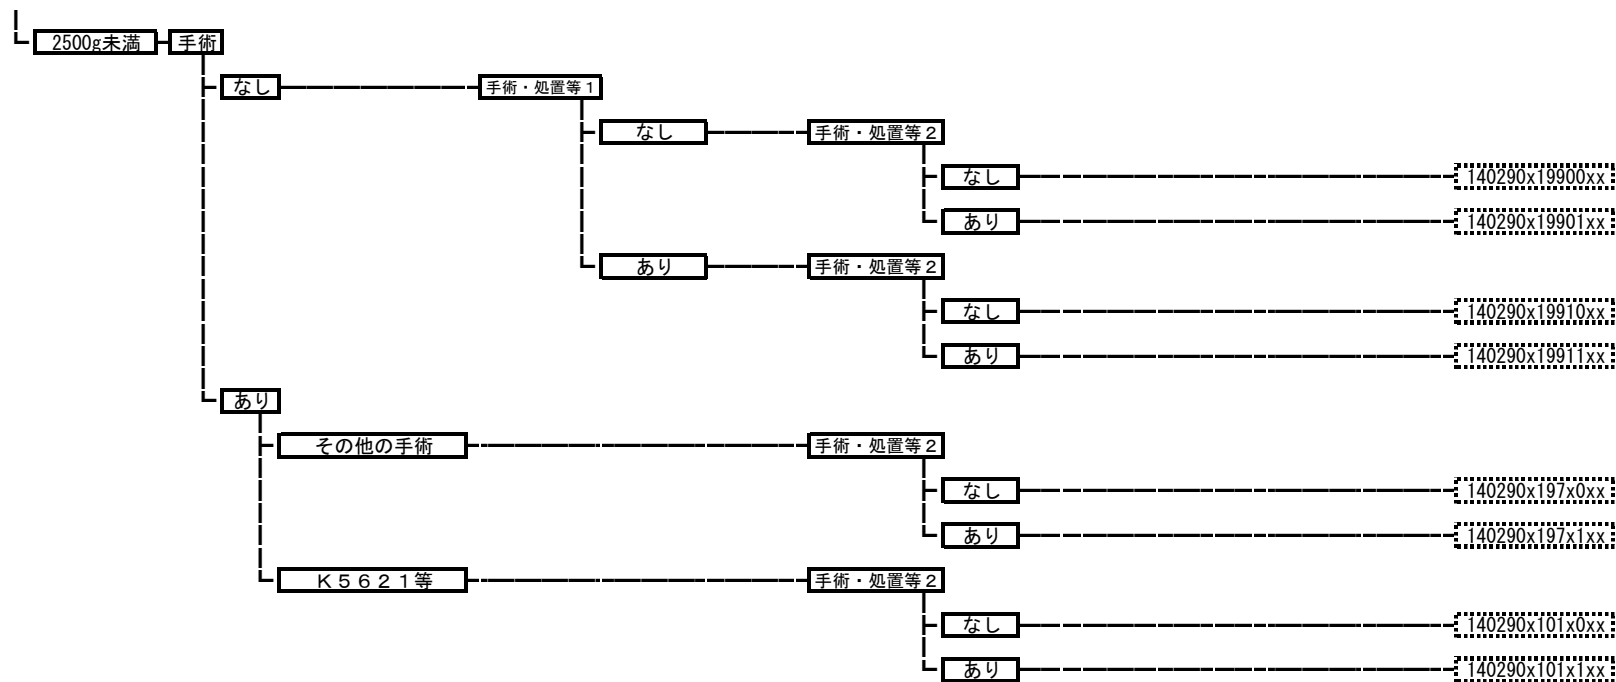 2500g未満 手術
なし 手術・処置等1
なし 手術・処置等2
なし 140290x19900xx
あり 140290x19901xx
あり 手術・処置等2
なし 140290x19910xx
あり 140290x19911xx
あり
その他の手術 手術・処置等2
なし 140290x197x0xx
あり 140290x197x1xx
K5621等 手術・処置等2
なし 140290x101x0xx
あり 140290x101x1xx